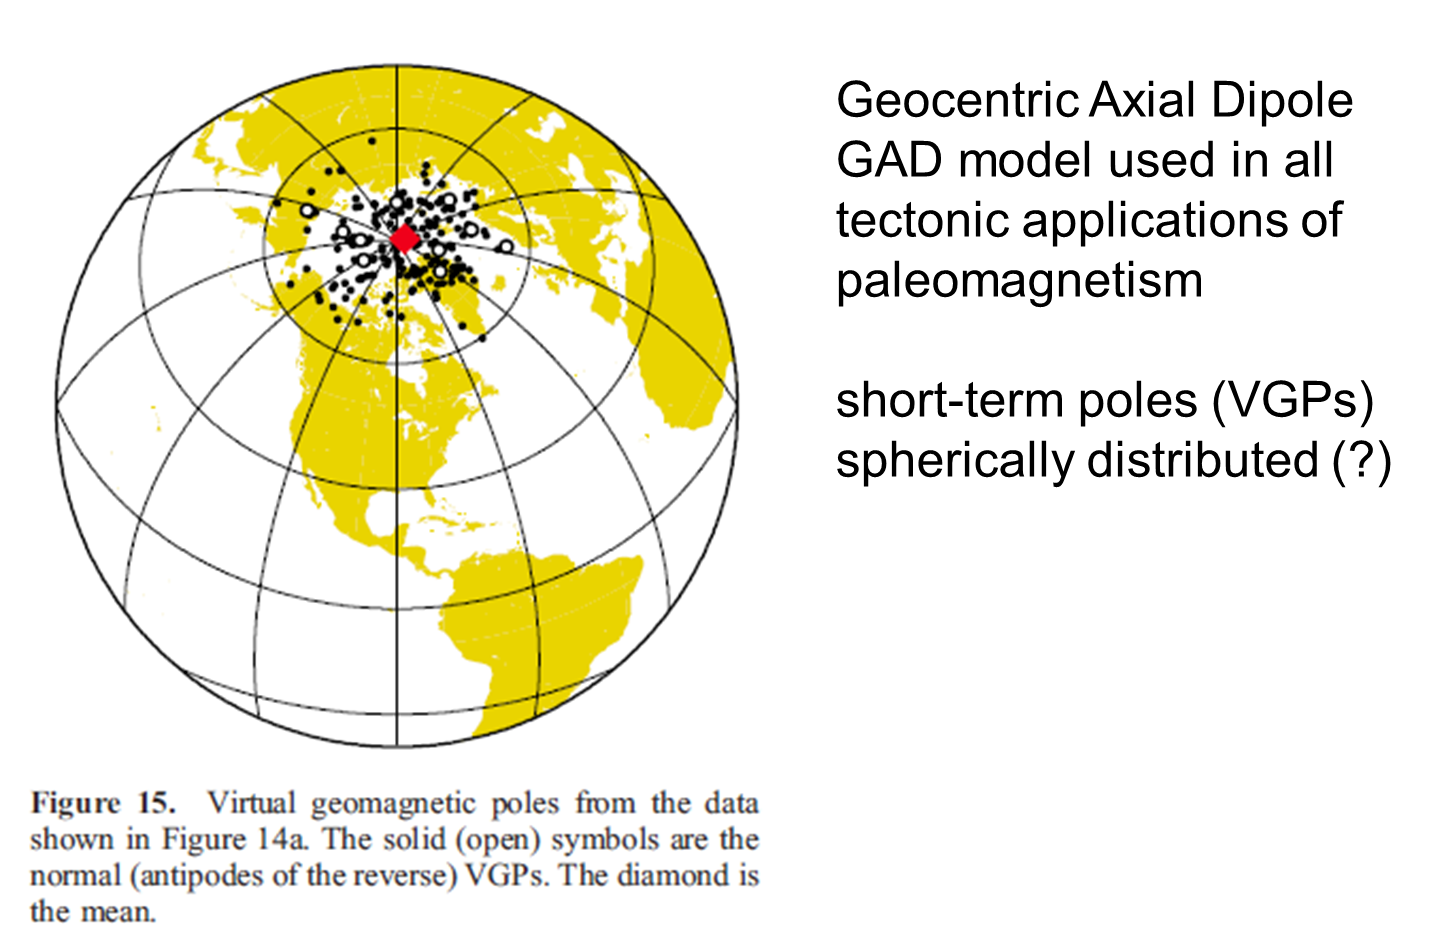 Geocentric Axial Dipole
GAD model used in all
tectonic applications of
paleomagnetism
short-term poles (VGPs)
spherically distributed (?)
Figure 15. Virtual geomagnetic poles from the data
shown in Figure 14a. The solid (open) symbols are the
normal (antipodes of the reverse) VGPs. The diamond is
the mean.